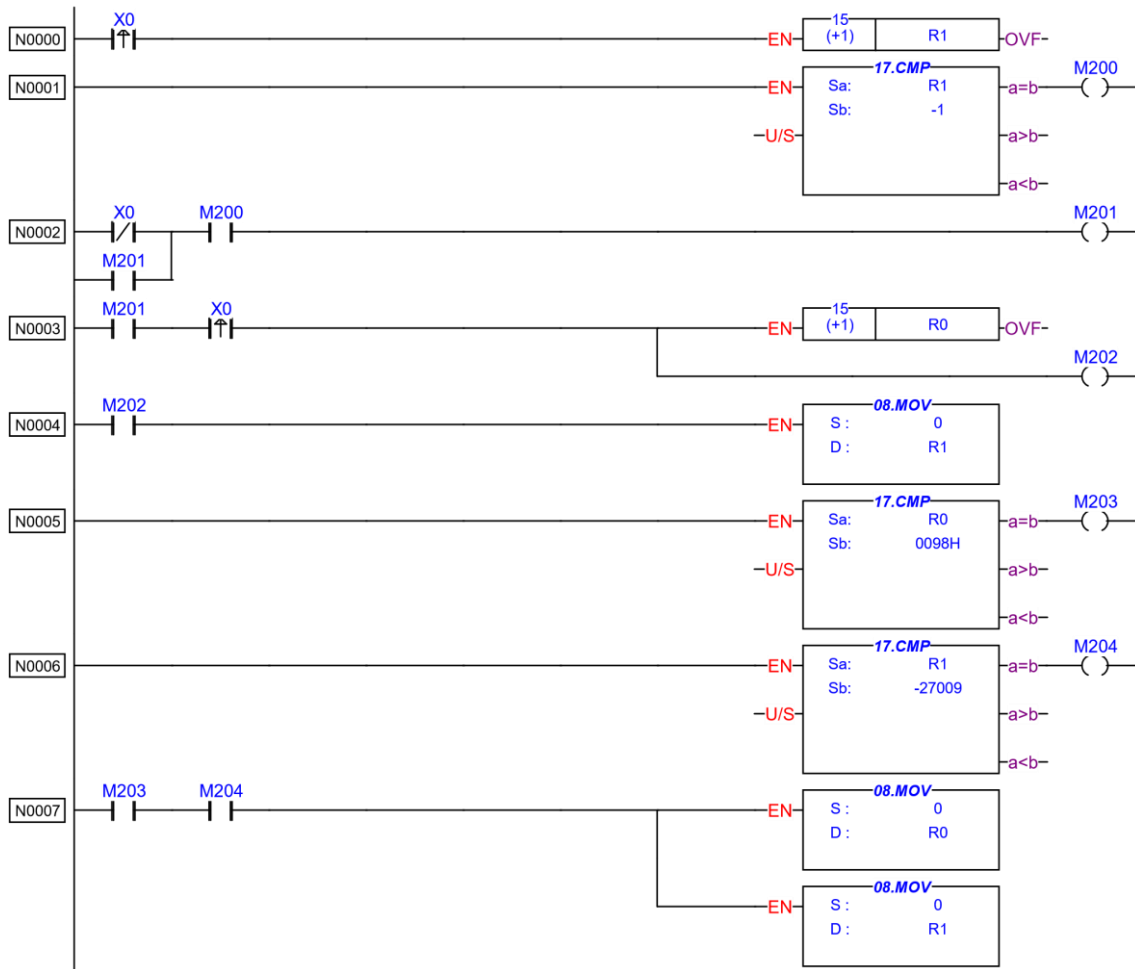 X0
N0000 EN 15 (+1) R1 OVF
N0001 EN 17.CMP a=b M200
Sa: R1
Sb: -1
U/S a>b
a<b
X0 M200 M201
N0002
M201
M201 X0
N0003 EN 15 (+1) R0 OVF
M202
M202
N0004 EN 08.MOV
S : 0
D : R1
N0005 EN 17.CMP a=b M203
Sa: R0
Sb: 0098H
U/S a>b
a<b
N0006 EN 17.CMP a=b M204
Sa: R1
Sb: -27009
U/S a>b
a<b
M203 M204
N0007 EN 08.MOV
S : 0
D : R0
EN 08.MOV
S : 0
D : R1